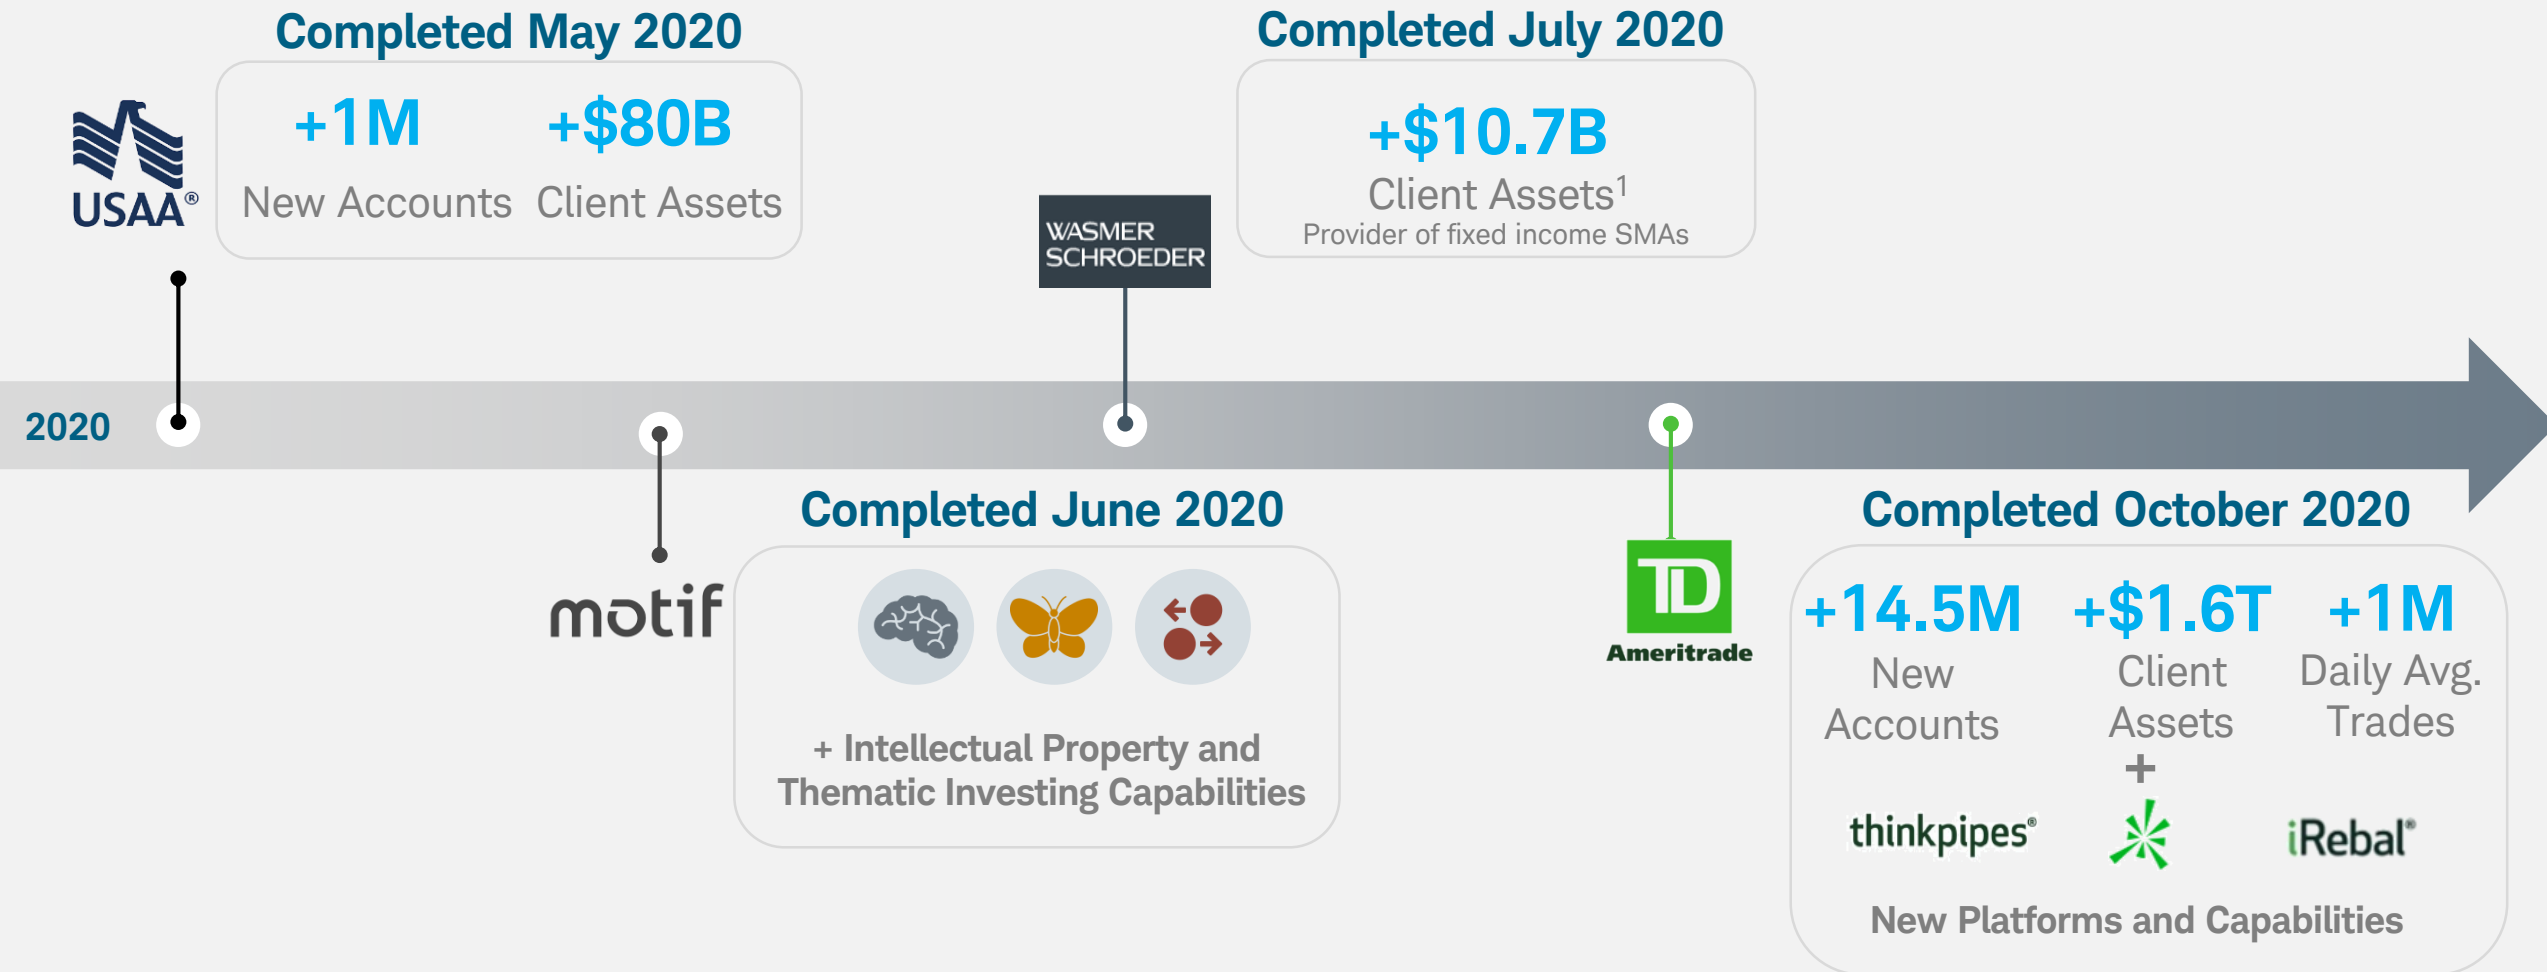 Completed May 2020
+1M +$80B
New Accounts Client Assets
USAA®
Completed July 2020
+$10.7B
Client Assets¹
Provider of fixed income SMAs
WASMER
SCHROEDER
2020
motif
Completed June 2020
+ Intellectual Property and
Thematic Investing Capabilities
TD
Ameritrade
Completed October 2020
+14.5M +$1.6T +1M
New Client Daily Avg.
Accounts Assets Trades
+
thinkpipes® iRebal®
New Platforms and Capabilities